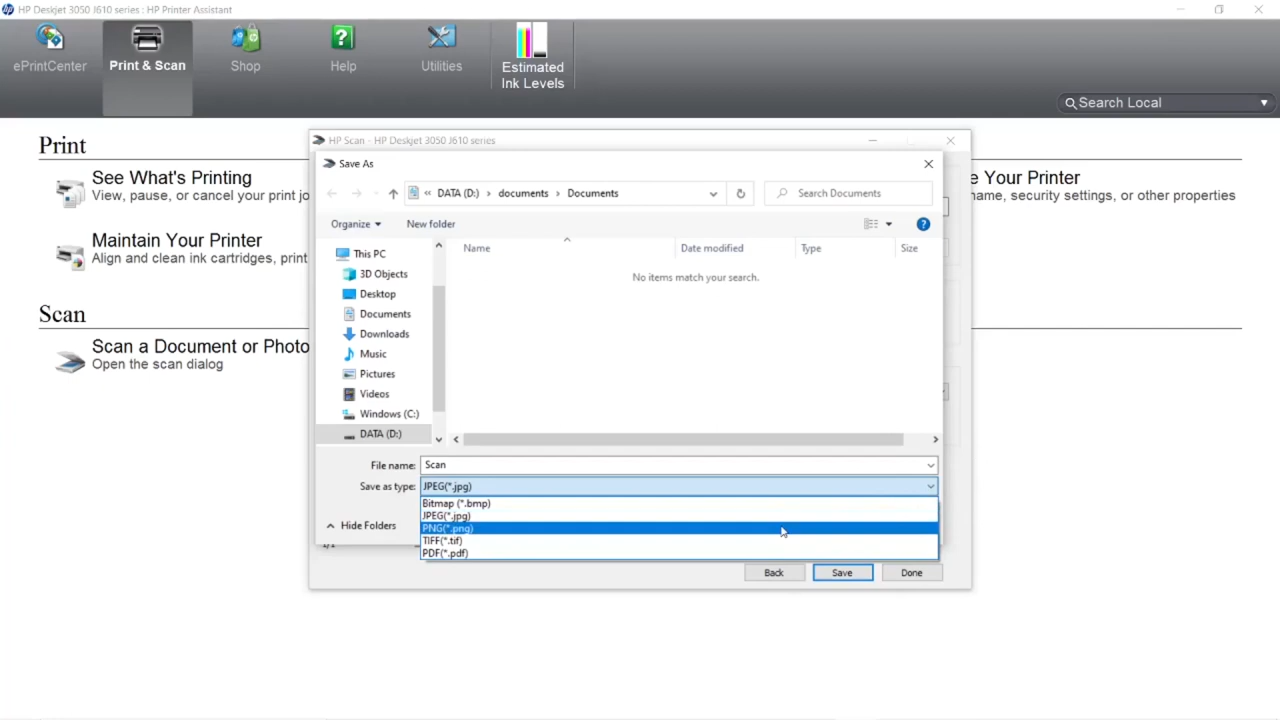 HP Deskjet 3050 J610 series : HP Printer Assistant
ePrintCenter
Print & Scan
Shop
Help
Utilities
Estimated
Ink Levels
Search Local
Print
See What's Printing
View, pause, or cancel your print jo
Maintain Your Printer
Align and clean ink cartridges, print
e Your Printer
name, security settings, or other properties
Scan
Scan a Document or Photo
Open the scan dialog
HP Scan - HP Deskjet 3050 J610 series
Save As
« DATA (D:) › documents › Documents
Search Documents
Organize
New folder
Name
Date modified
Type
Size
No items match your search.
This PC
3D Objects
Desktop
Documents
Downloads
Music
Pictures
Videos
Windows (C:)
DATA (D:)
File name: Scan
Save as type: JPEG(*.jpg)
Bitmap (*.bmp)
JPEG(*.jpg)
PNG(*.png)
TIFF(*.tif)
PDF(*.pdf)
Hide Folders
1/1
Back
Save
Done